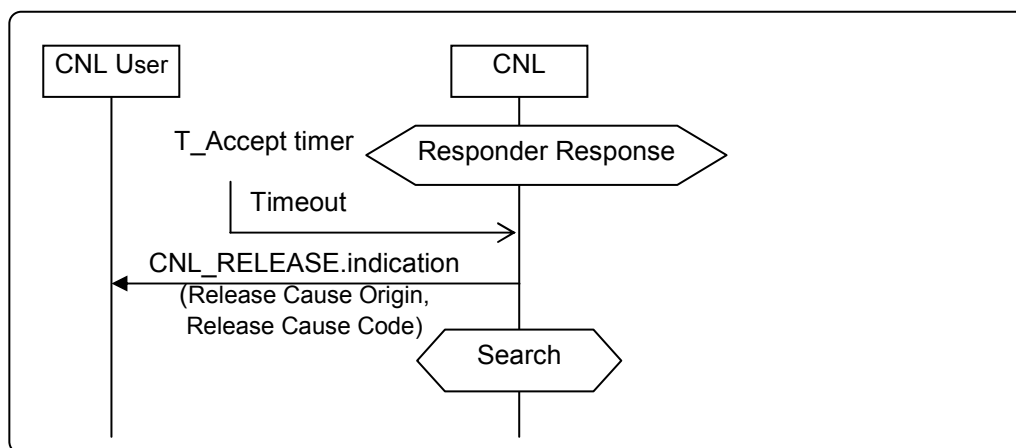 CNL User
CNL
T_Accept timer
Responder Response
Timeout
CNL_RELEASE.indication
(Release Cause Origin,
Release Cause Code)
Search